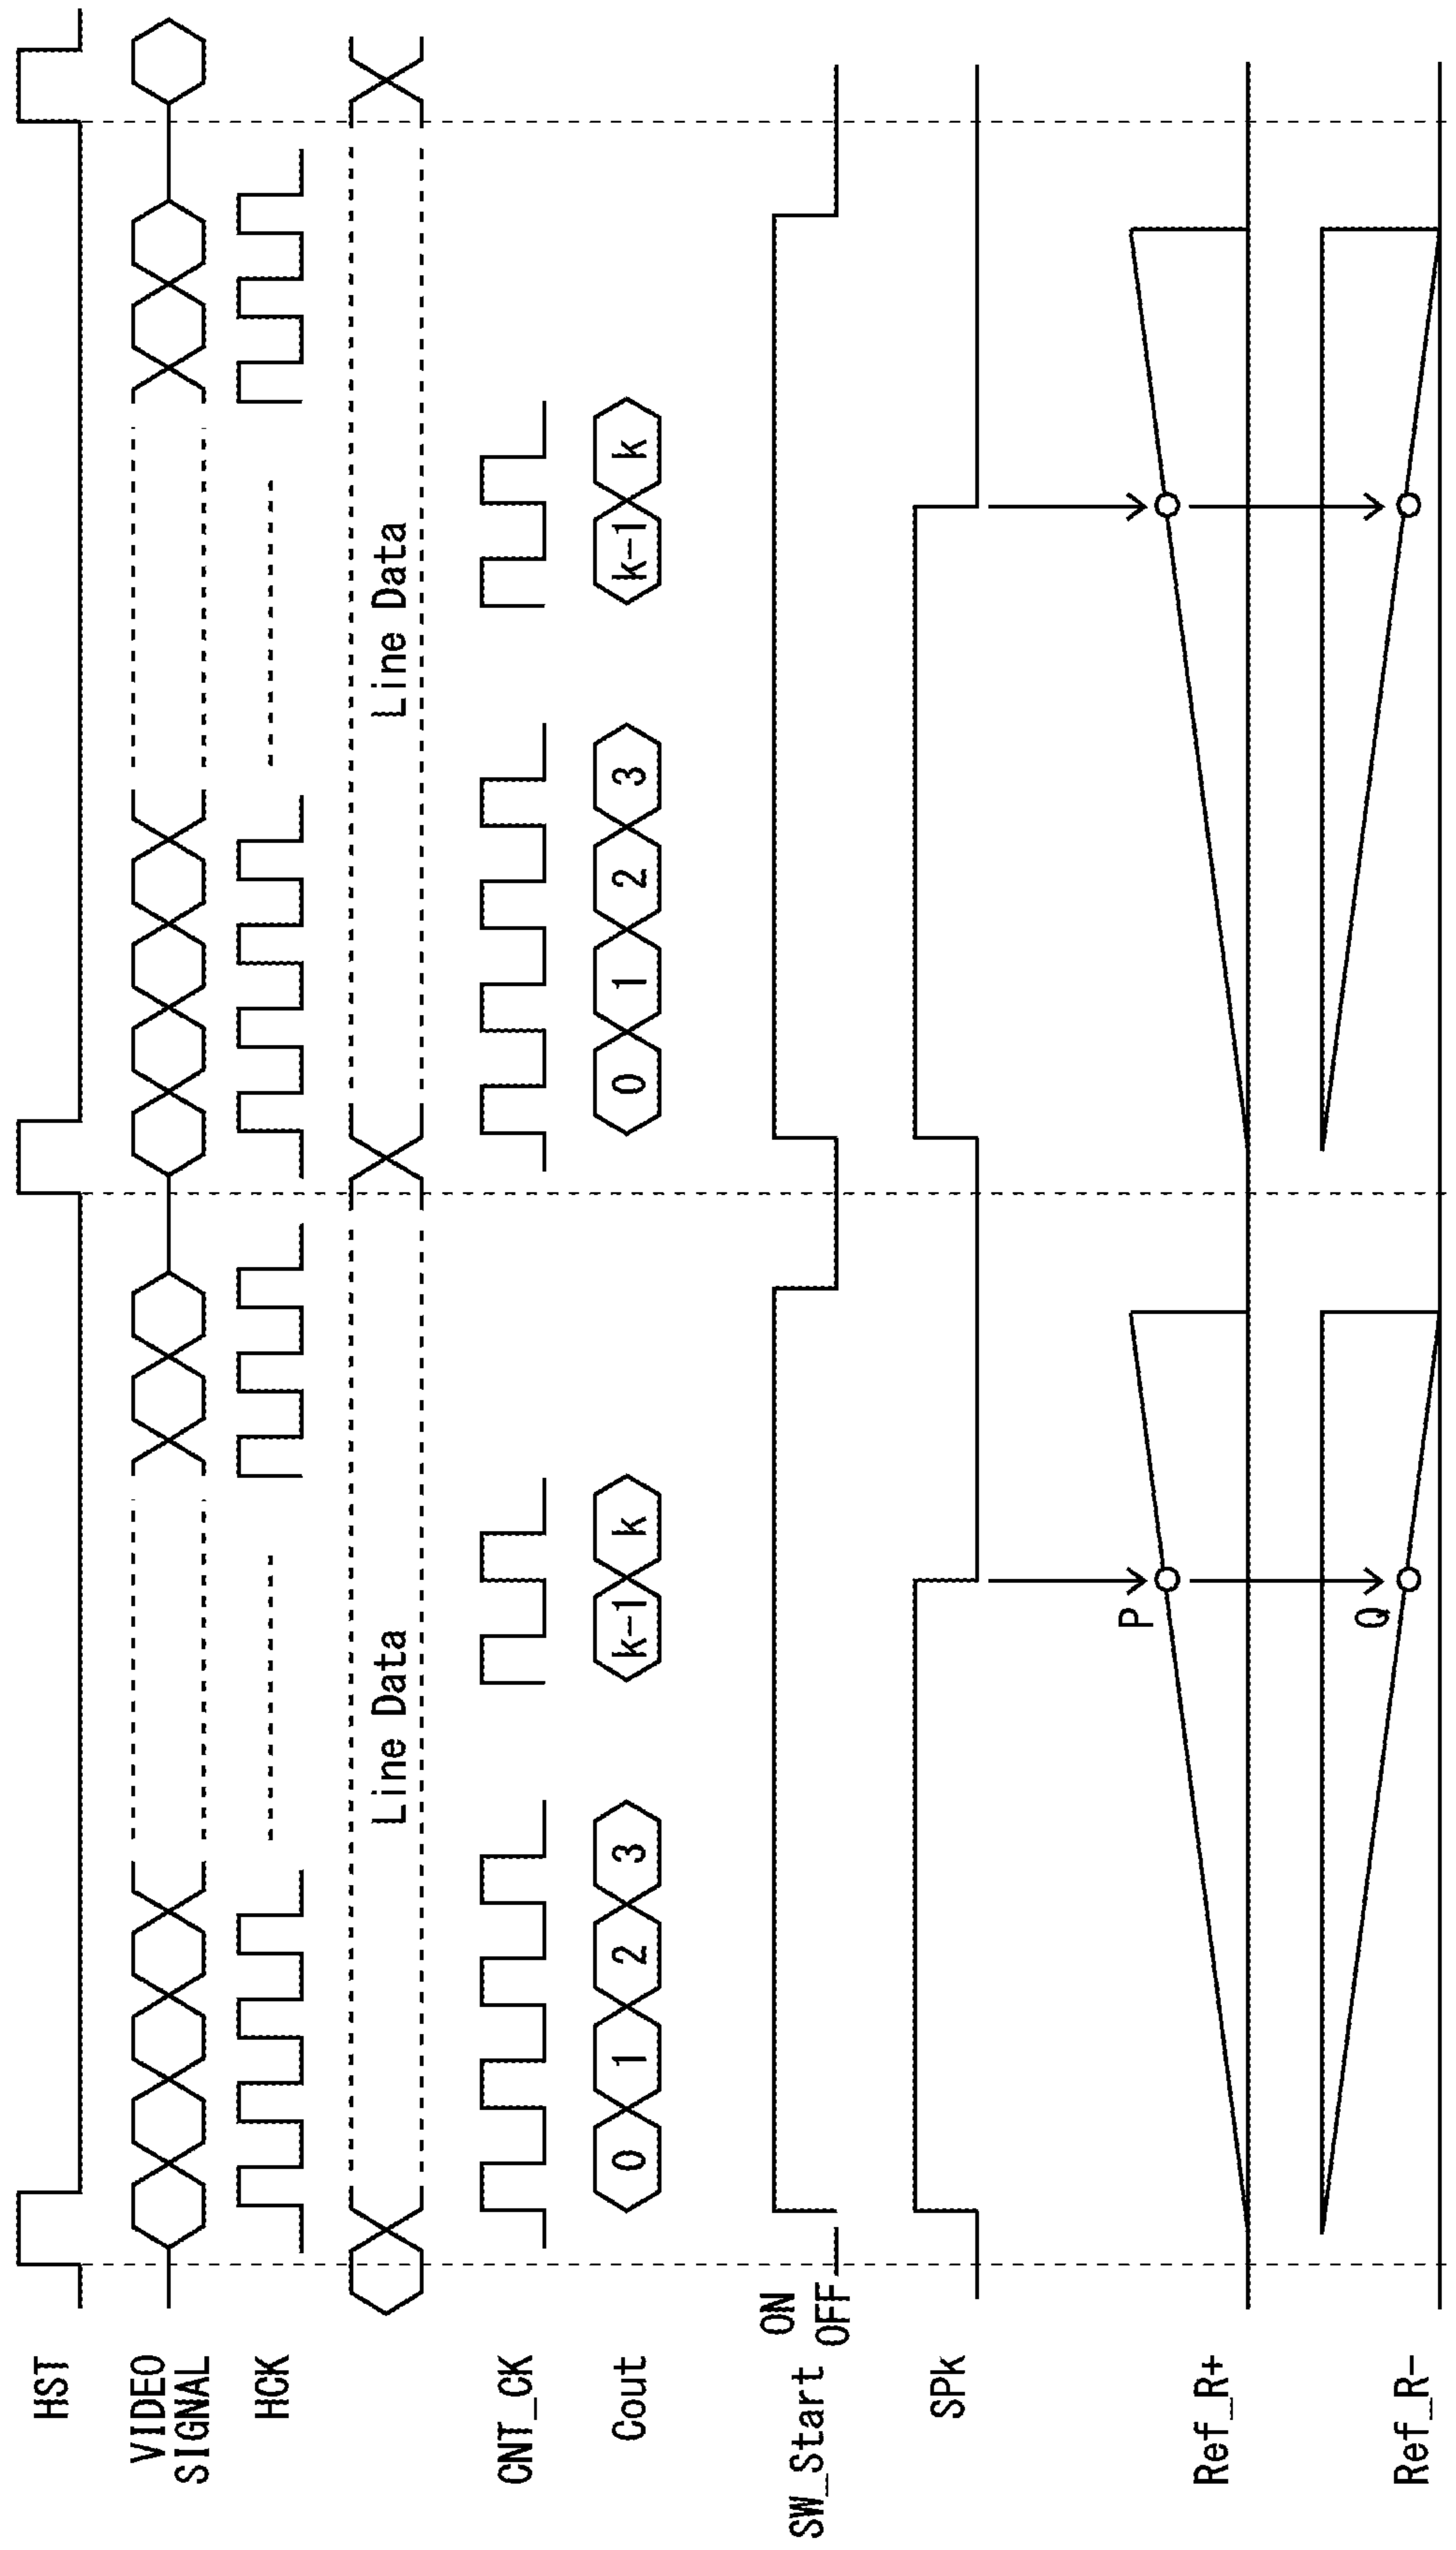 HST
VIDEO
SIGNAL
HCK
Line Data
Line Data
CNT_CK
Cout
0 1 2 3 k-1 k 0 1 2 3 k-1 k
SW_Start
ON
OFF
SPk
P
Ref_R+
Q
Ref_R-